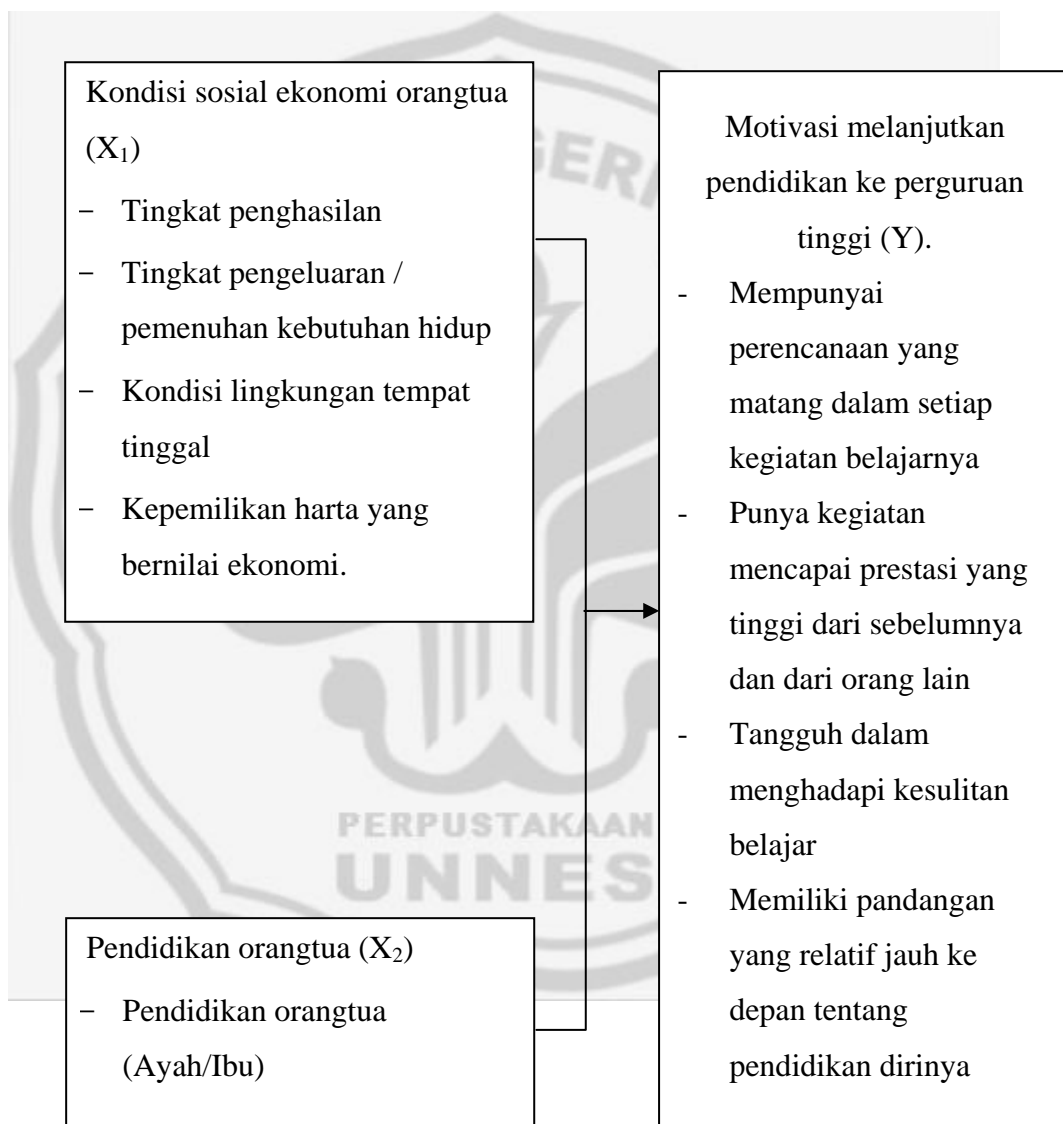 Kondisi sosial ekonomi orangtua
(X₁)
− Tingkat penghasilan
− Tingkat pengeluaran /
pemenuhan kebutuhan hidup
− Kondisi lingkungan tempat
tinggal
− Kepemilikan harta yang
bernilai ekonomi.
Pendidikan orangtua (X₂)
− Pendidikan orangtua
(Ayah/Ibu)
Motivasi melanjutkan
pendidikan ke perguruan
tinggi (Y).
- Mempunyai
perencanaan yang
matang dalam setiap
kegiatan belajarnya
- Punya kegiatan
mencapai prestasi yang
tinggi dari sebelumnya
dan dari orang lain
- Tangguh dalam
menghadapi kesulitan
belajar
- Memiliki pandangan
yang relatif jauh ke
depan tentang
pendidikan dirinya
PERPUSTAKAAN
UNNES